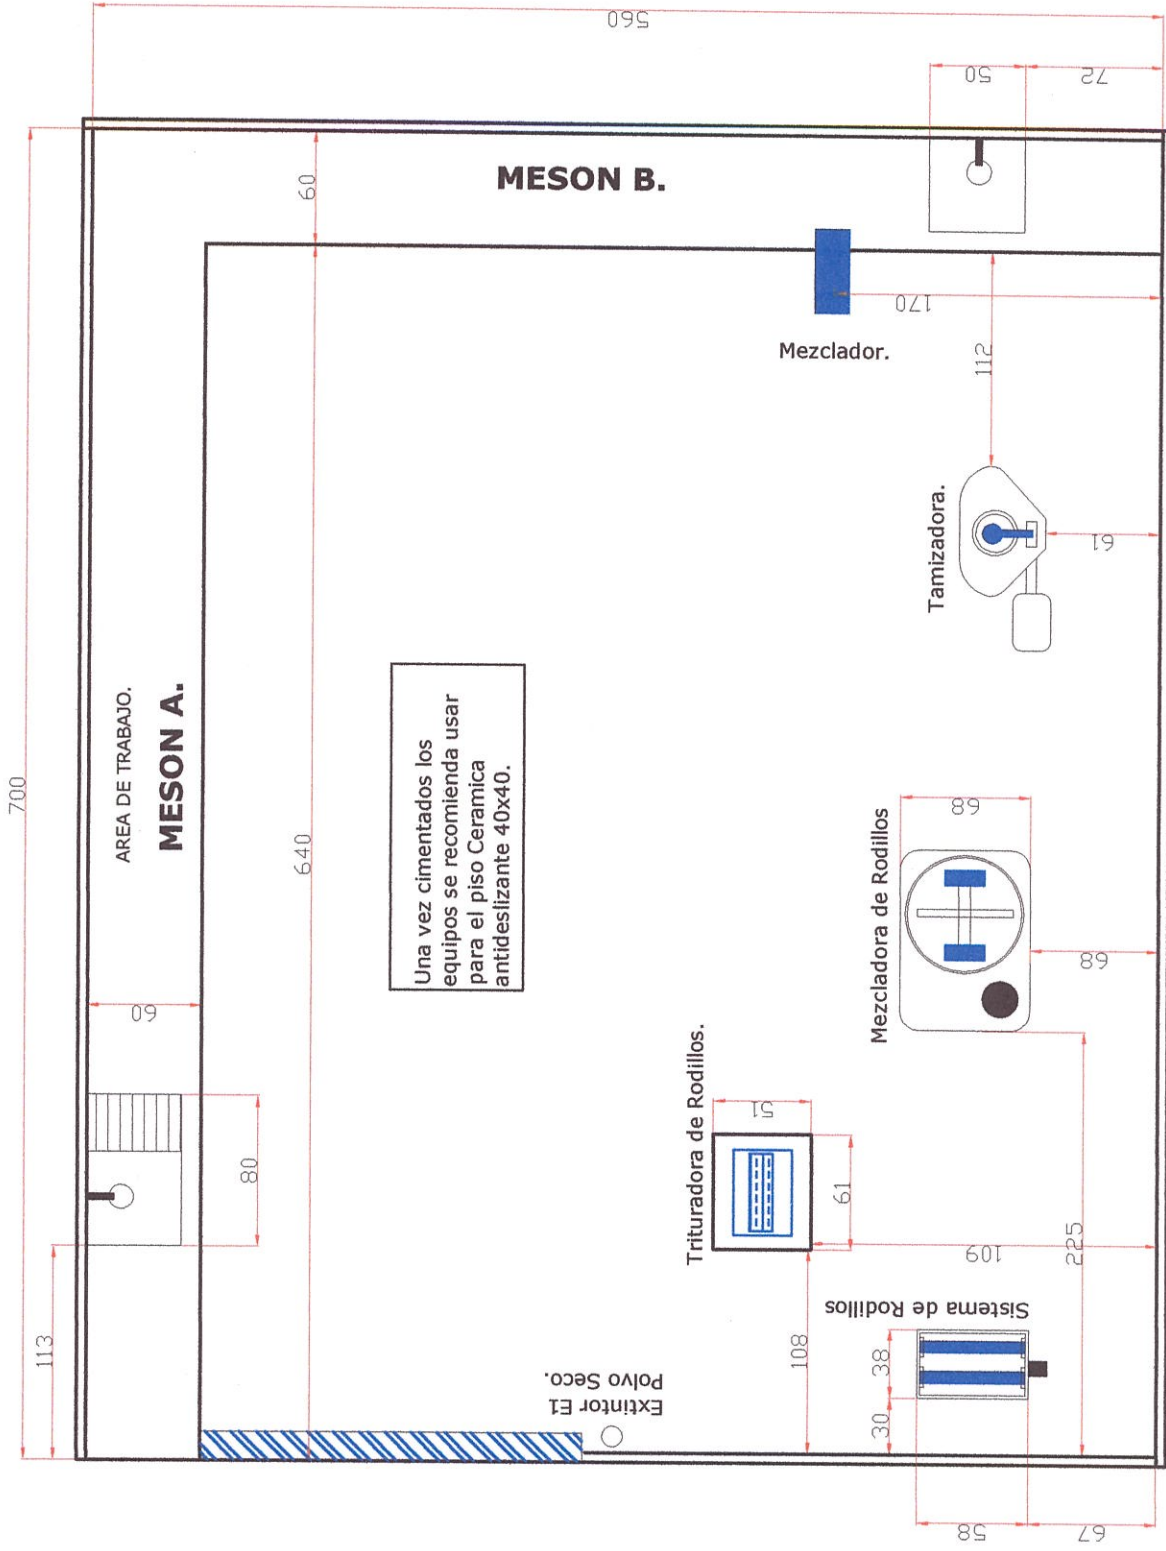 700
560
60
640
AREA DE TRABAJO.
MESON A.
60
80
113
MESON B.
50
72
170
Mezclador.
112
Tamizadora.
61
Una vez cimentados los
equipos se recomienda usar
para el piso Ceramica
antideslizante 40x40.
Mezcladora de Rodillos
68
68
225
Trituradora de Rodillos.
51
61
109
108
Sistema de Rodillos
38
30
58
67
Extintor E1
Polvo Seco.